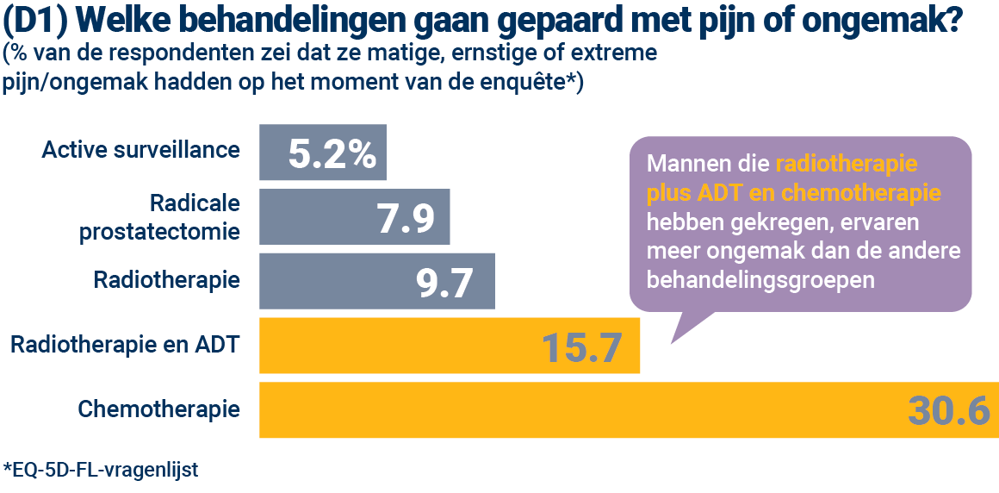 (D1) Welke behandelingen gaan gepaard met pijn of ongemak?
(% van de respondenten zei dat ze matige, ernstige of extreme
pijn/ongemak hadden op het moment van de enquête*)
Active surveillance
5.2%
Radicale
prostatectomie
7.9
Radiotherapie
9.7
Radiotherapie en ADT
15.7
Chemotherapie
30.6
Mannen die radiotherapie
plus ADT en chemotherapie
hebben gekregen, ervaren
meer ongemak dan de andere
behandelingsgroepen
*EQ-5D-FL-vragenlijst